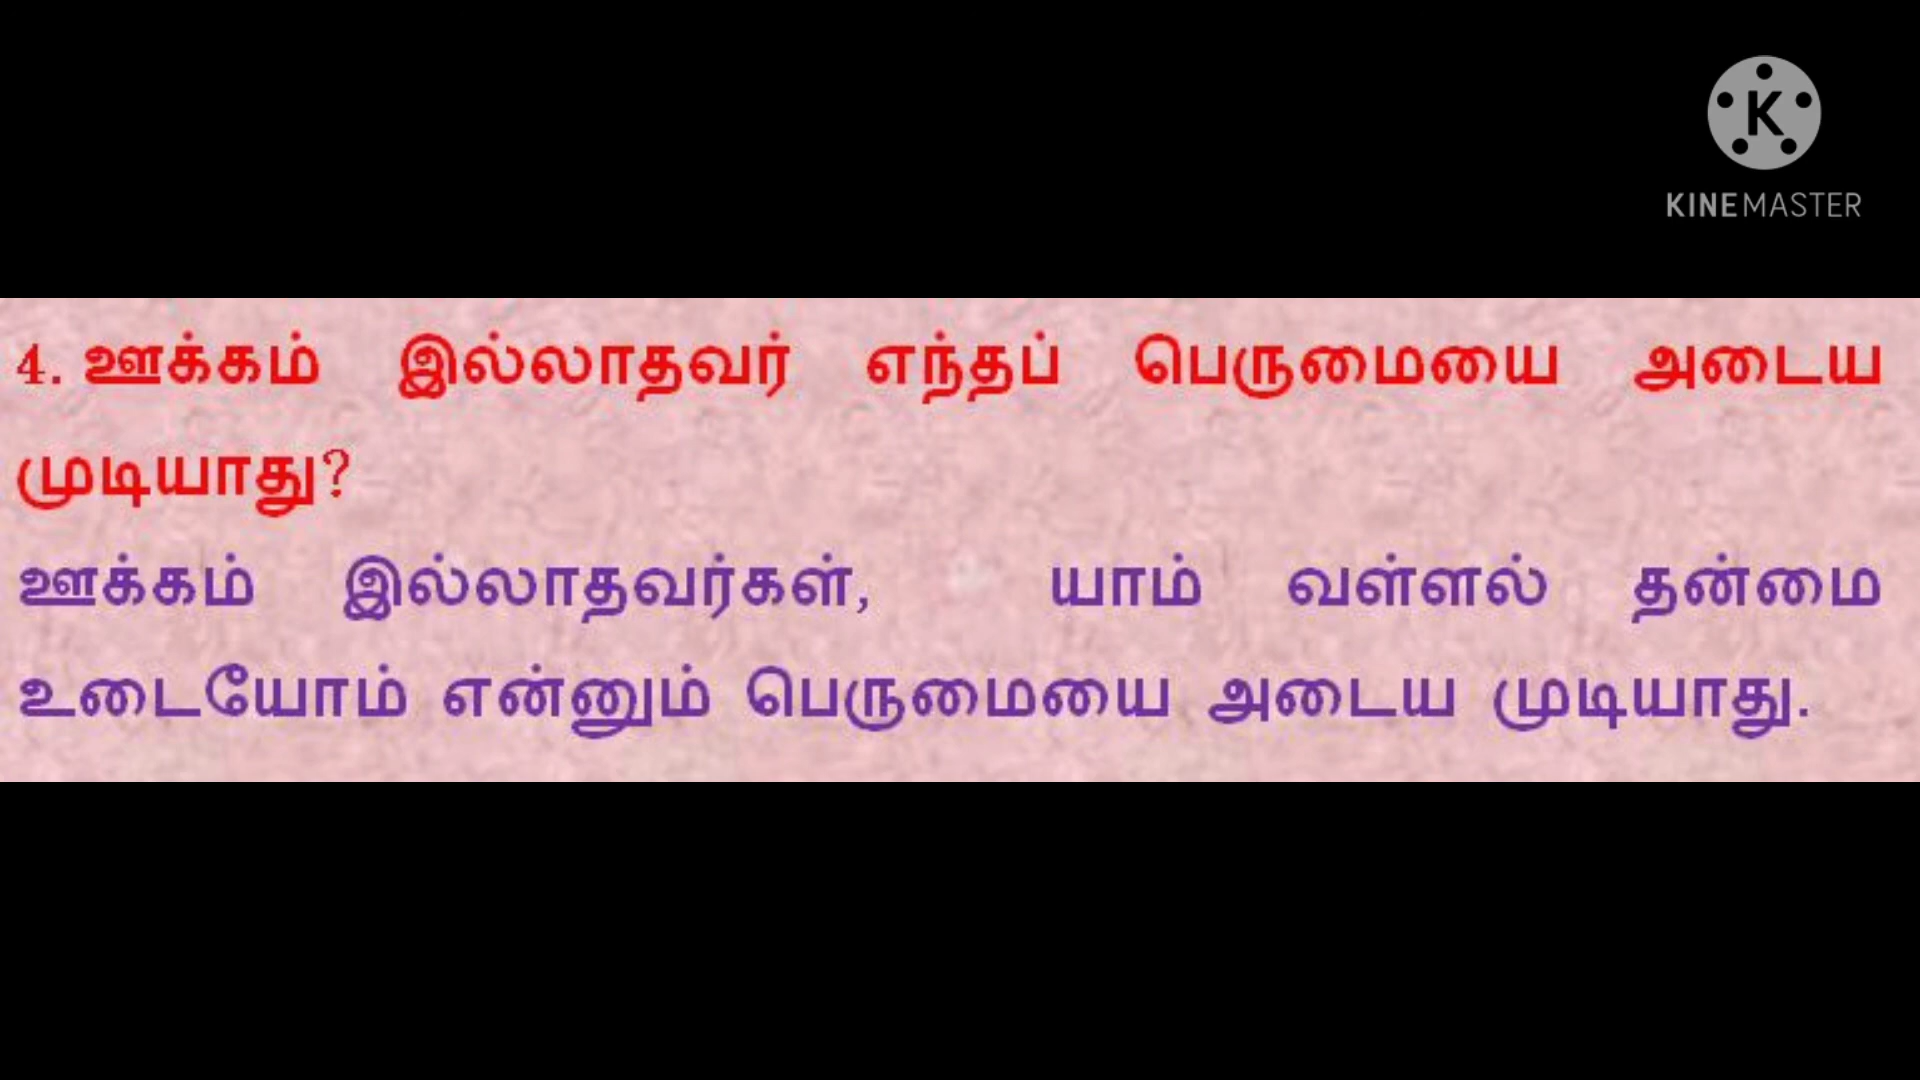 KINEMASTER
4. ஊக்கம் இல்லாதவர் எந்தப் பெருமையை அடைய
முடியாது?
ஊக்கம் இல்லாதவர்கள், யாம் வள்ளல் தன்மை
உடையோம் என்னும் பெருமையை அடைய முடியாது.